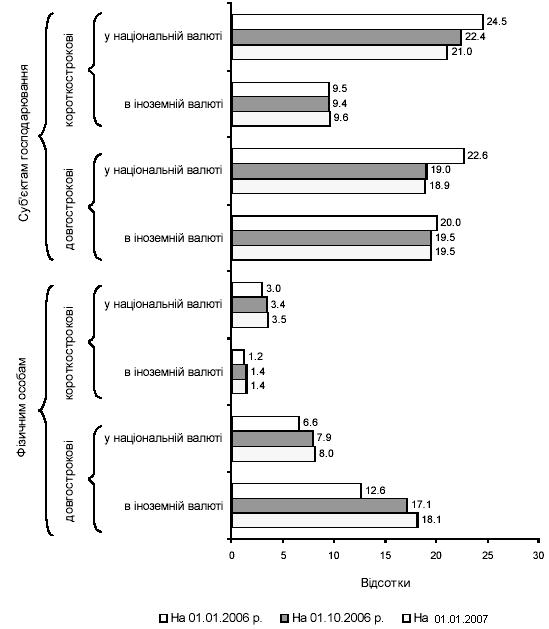 Суб'єктам господарювання
короткострокові
у національній валюті
24.5
22.4
21.0
в іноземній валюті
9.5
9.4
9.6
довгострокові
у національній валюті
22.6
19.0
18.9
в іноземній валюті
20.0
19.5
19.5
Фізичним особам
короткострокові
у національній валюті
3.0
3.4
3.5
в іноземній валюті
1.2
1.4
1.4
довгострокові
у національній валюті
6.6
7.9
8.0
в іноземній валюті
12.6
17.1
18.1
0 5 10 15 20 25 30
Відсотки
На 01.01.2006 р. На 01.10.2006 р. На 01.01.2007